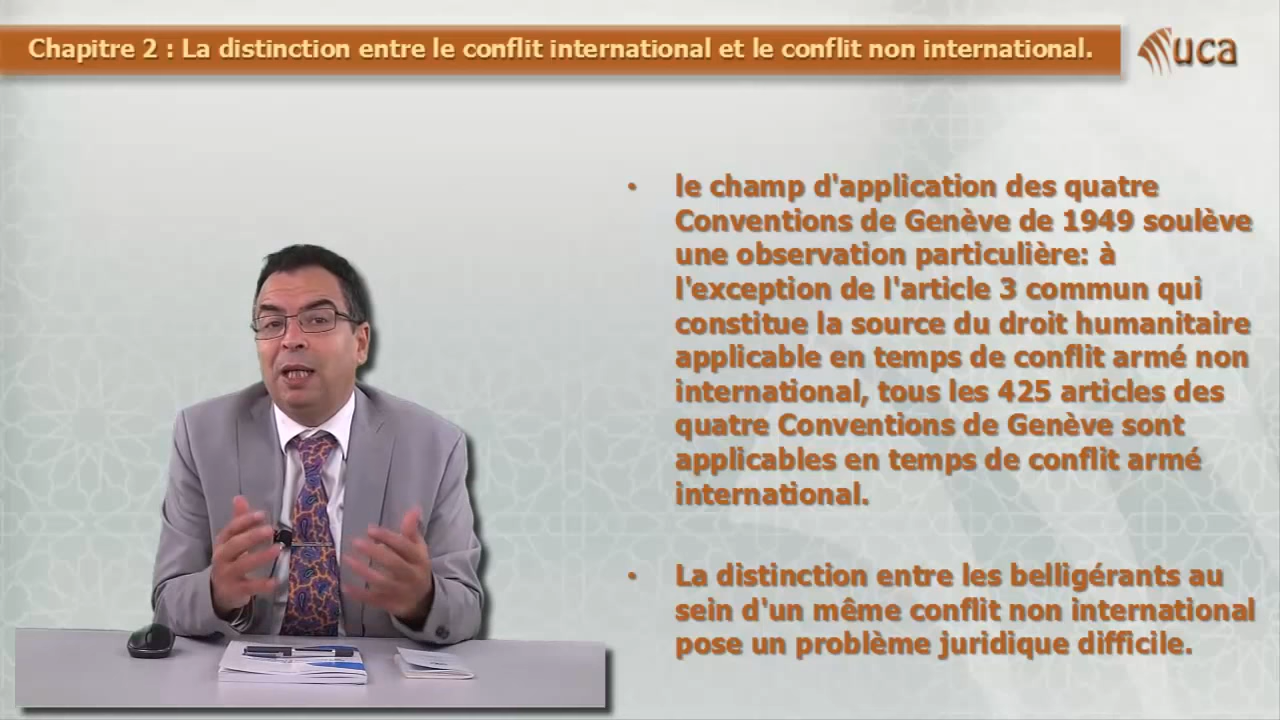 Chapitre 2 : La distinction entre le conflit international et le conflit non international.
uca
• le champ d'application des quatre
Conventions de Genève de 1949 soulève
une observation particulière: à
l'exception de l'article 3 commun qui
constitue la source du droit humanitaire
applicable en temps de conflit armé non
international, tous les 425 articles des
quatre Conventions de Genève sont
applicables en temps de conflit armé
international.
• La distinction entre les belligérants au
sein d'un même conflit non international
pose un problème juridique difficile.